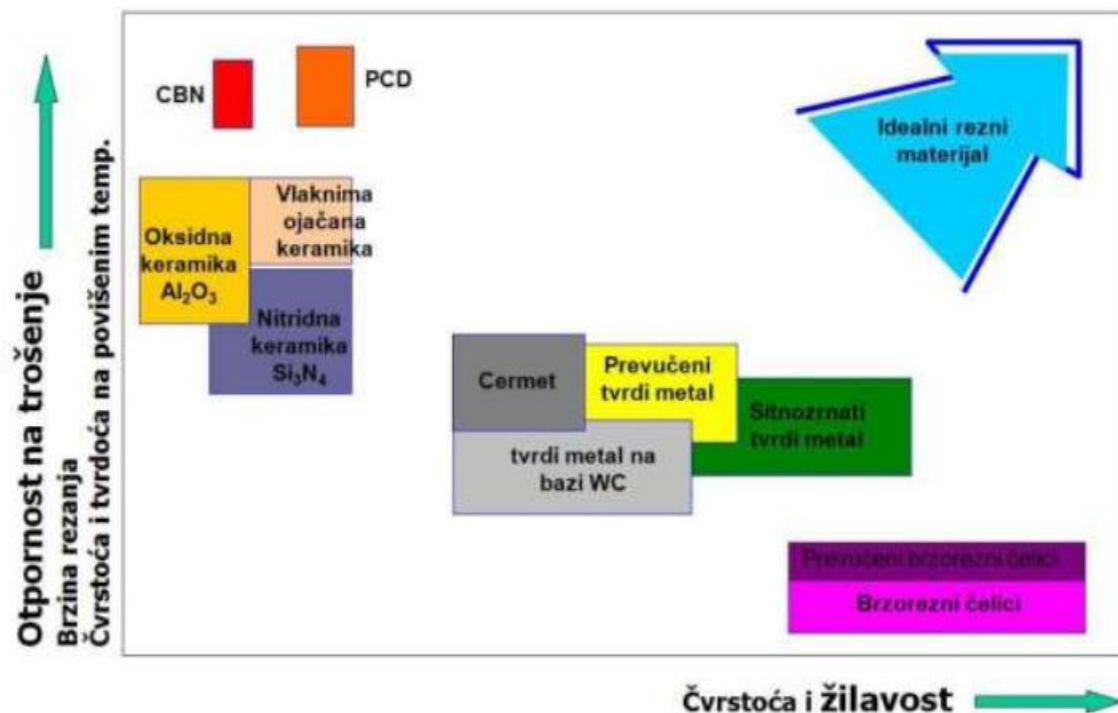 CBN
PCD
Idealni rezni
materijal
Oksidna
keramika
Al₂O₃
Vlaknima
ojačana
keramika
Nitridna
keramika
Si₃N₄
Cermet
Prevučeni
tvrdi metal
Sitnozrnati
tvrdi metal
tvrdi metal na
bazi WC
Prevučeni brzorezni čelici
Brzorezni čelici
Otpornost na trošenje
Brzina rezanja
Čvrstoća i tvrdoća na povišenim temp.
Čvrstoća i žilavost